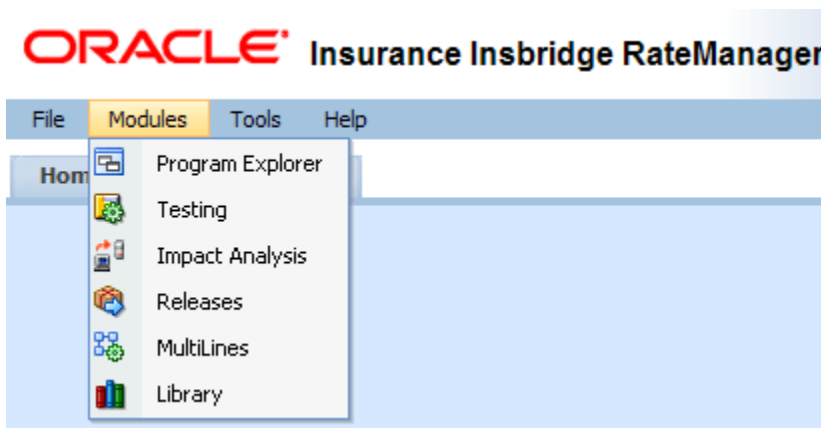 ORACLE Insurance Insbridge RateManager
File Modules Tools Help
Program Explorer
Testing
Impact Analysis
Releases
MultiLines
Library